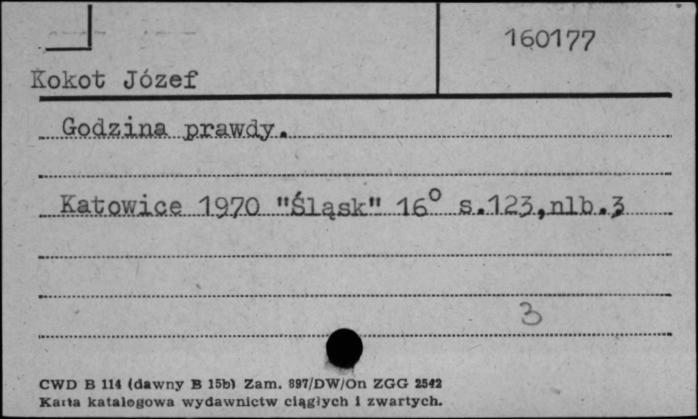 160177
Kokot Józef
Godzina prawdy.
Katowice 1970 "Śląsk" 16° s.123,nlb.3
3
CWD B 114 (dawny B 15b) Zam. 897/DW/On ZGG 2542
Karta katalogowa wydawnictw ciągłych i zwartych.